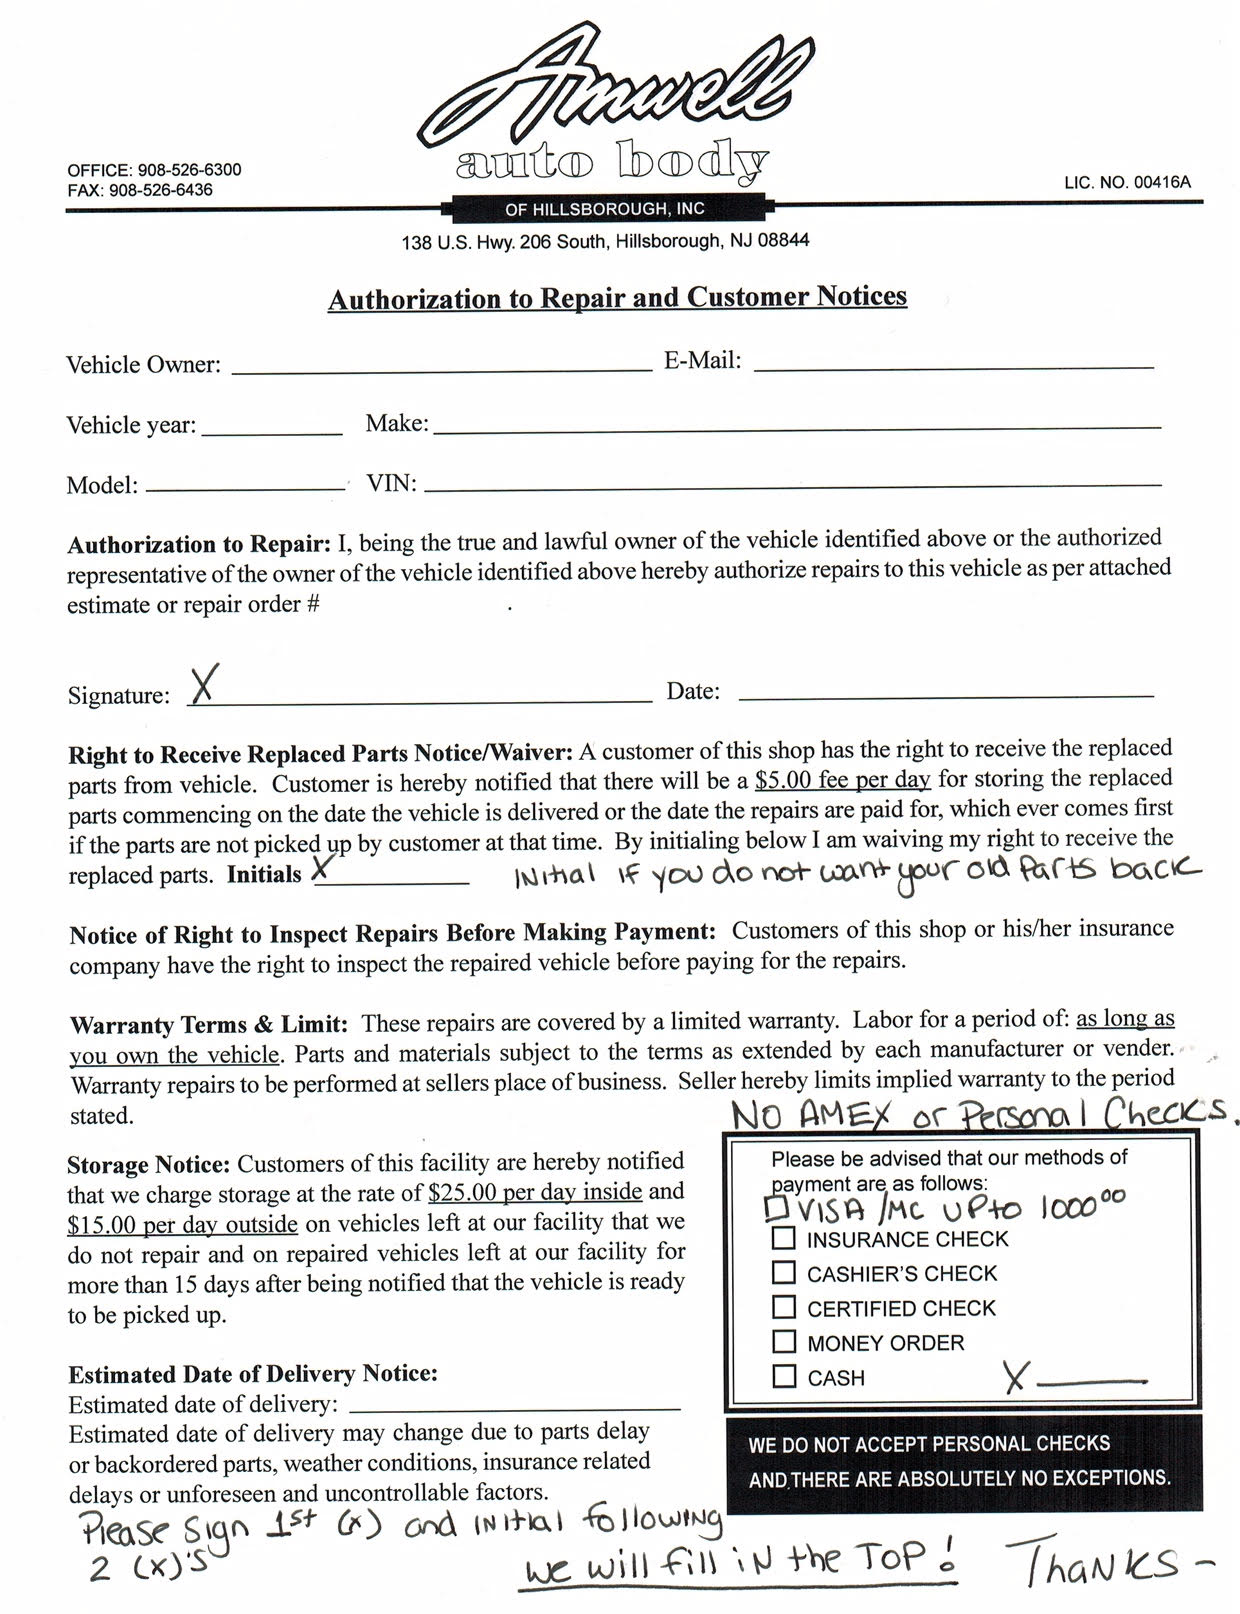 Amwell
auto body
OFFICE: 908-526-6300
FAX: 908-526-6436
LIC. NO. 00416A
OF HILLSBOROUGH, INC
138 U.S. Hwy. 206 South, Hillsborough, NJ 08844
Authorization to Repair and Customer Notices
Vehicle Owner: E-Mail:
Vehicle year: Make:
Model: VIN:
Authorization to Repair: I, being the true and lawful owner of the vehicle identified above or the authorized
representative of the owner of the vehicle identified above hereby authorize repairs to this vehicle as per attached
estimate or repair order # .
Signature: X Date:
Right to Receive Replaced Parts Notice/Waiver: A customer of this shop has the right to receive the replaced
parts from vehicle. Customer is hereby notified that there will be a $5.00 fee per day for storing the replaced
parts commencing on the date the vehicle is delivered or the date the repairs are paid for, which ever comes first
if the parts are not picked up by customer at that time. By initialing below I am waiving my right to receive the
replaced parts. Initials X INitial IF you do not want your old Parts back
Notice of Right to Inspect Repairs Before Making Payment: Customers of this shop or his/her insurance
company have the right to inspect the repaired vehicle before paying for the repairs.
Warranty Terms & Limit: These repairs are covered by a limited warranty. Labor for a period of: as long as
you own the vehicle. Parts and materials subject to the terms as extended by each manufacturer or vender.
Warranty repairs to be performed at sellers place of business. Seller hereby limits implied warranty to the period
stated.
NO AMEX or Personal Checks.
Storage Notice: Customers of this facility are hereby notified
that we charge storage at the rate of $25.00 per day inside and
$15.00 per day outside on vehicles left at our facility that we
do not repair and on repaired vehicles left at our facility for
more than 15 days after being notified that the vehicle is ready
to be picked up.
Please be advised that our methods of
payment are as follows:
VISA/MC UP to 1000.00
INSURANCE CHECK
CASHIER'S CHECK
CERTIFIED CHECK
MONEY ORDER
CASH X
Estimated Date of Delivery Notice:
Estimated date of delivery:
Estimated date of delivery may change due to parts delay
or backordered parts, weather conditions, insurance related
delays or unforeseen and uncontrollable factors.
WE DO NOT ACCEPT PERSONAL CHECKS
AND THERE ARE ABSOLUTELY NO EXCEPTIONS.
Please sign 1st (x) and initial following
2 (x)'s
we will fill in the TOP! THANKS -